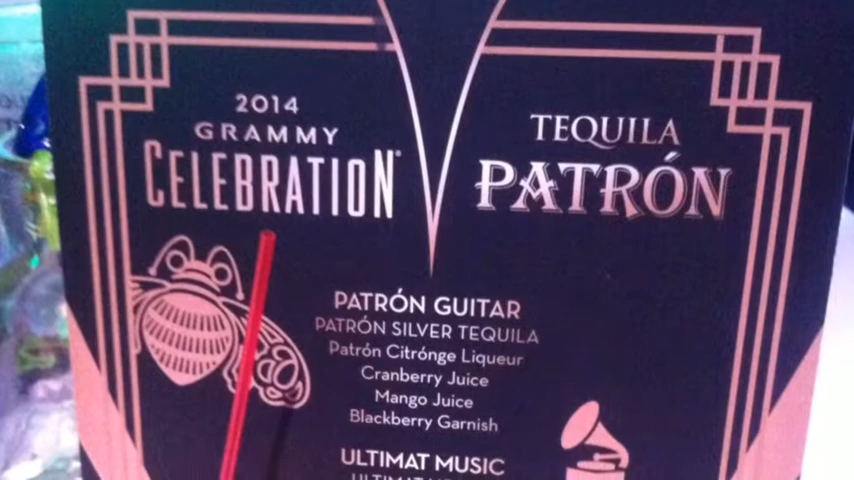 2014
GRAMMY
CELEBRATION®
TEQUILA
PATRÓN
PATRÓN GUITAR
PATRÓN SILVER TEQUILA
Patrón Citrónge Liqueur
Cranberry Juice
Mango Juice
Blackberry Garnish
ULTIMAT MUSIC